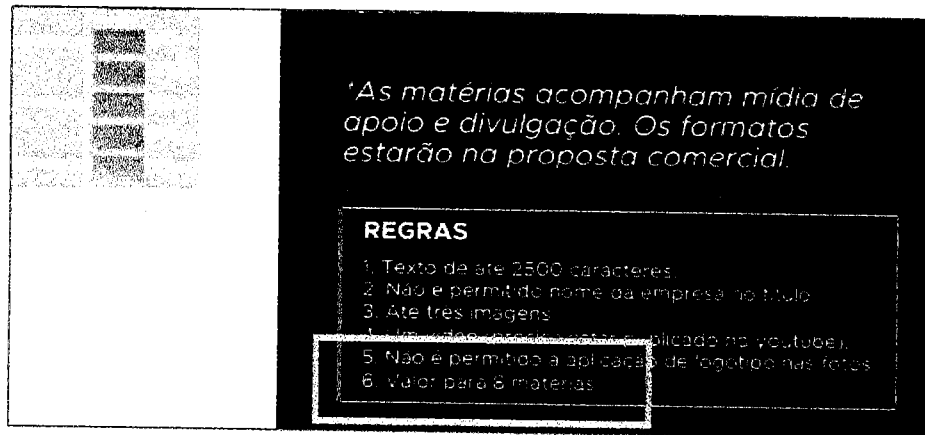 *As matérias acompanham mídia de
apoio e divulgação. Os formatos
estarão na proposta comercial.
REGRAS
1. Texto de até 2500 caracteres.
2. Não é permitido nome da empresa no título
3. Até três imagens
5. Não é permitido a aplicação de logotipo nas fotos
6. Valor para 8 matérias